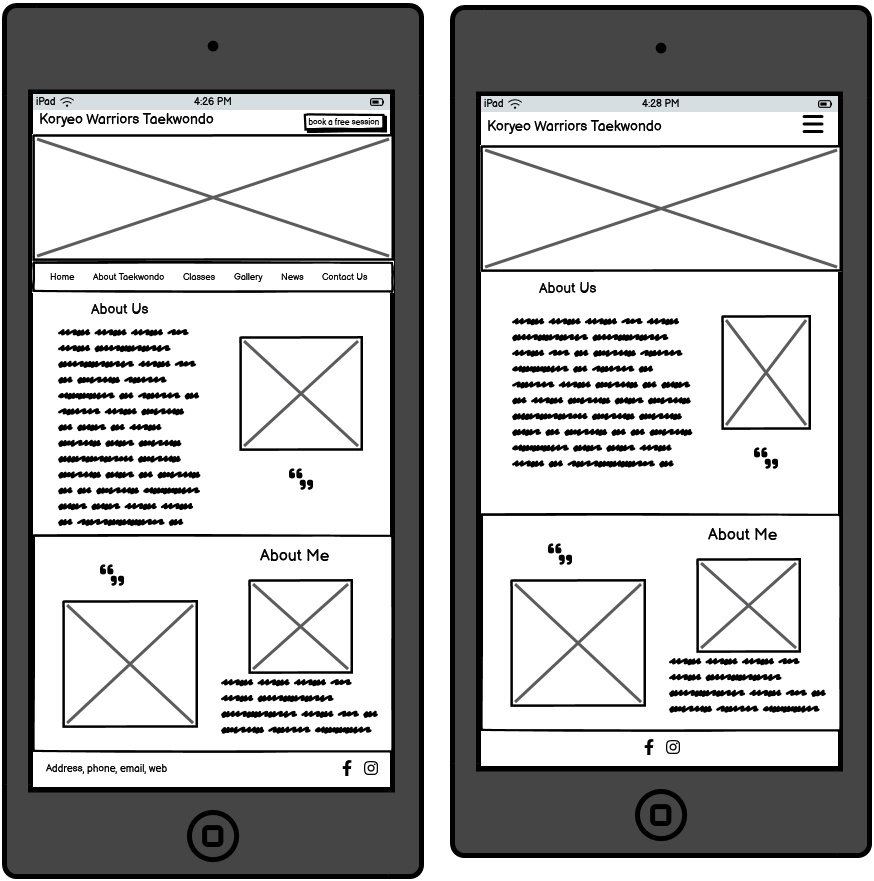 iPad 4:26 PM
Koryeo Warriors Taekwondo book a free session
Home About Taekwondo Classes Gallery News Contact Us
About Us
About Me
Address, phone, email, web
iPad 4:28 PM
Koryeo Warriors Taekwondo
About Us
About Me